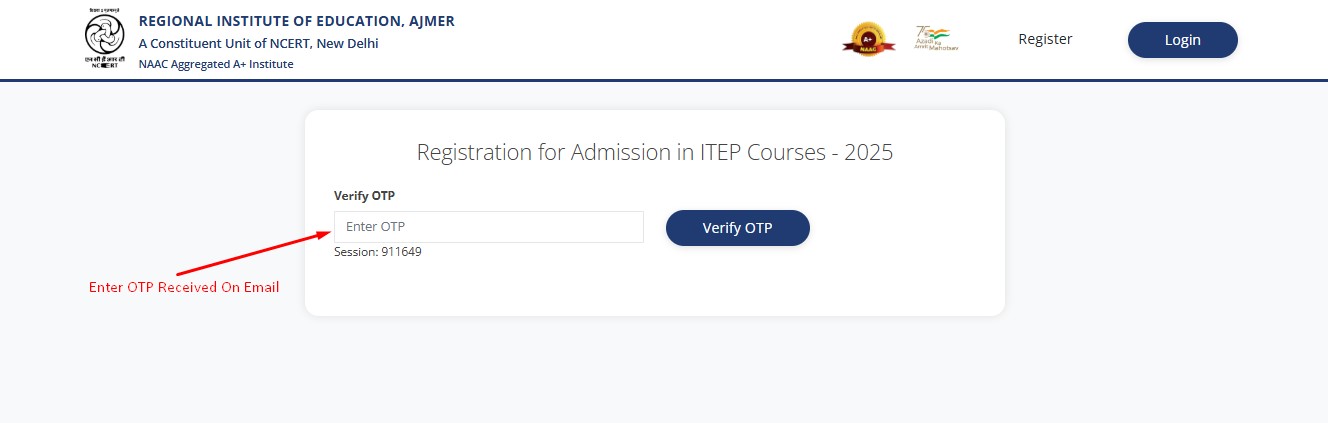 REGIONAL INSTITUTE OF EDUCATION, AJMER
A Constituent Unit of NCERT, New Delhi
NAAC Aggregated A+ Institute
एन सी ई आर टी
NCERT
A+
NAAC
75
Azadi Ka
Amrit Mahotsav
Register
Login
Registration for Admission in ITEP Courses - 2025
Verify OTP
Enter OTP
Verify OTP
Session: 911649
Enter OTP Received On Email